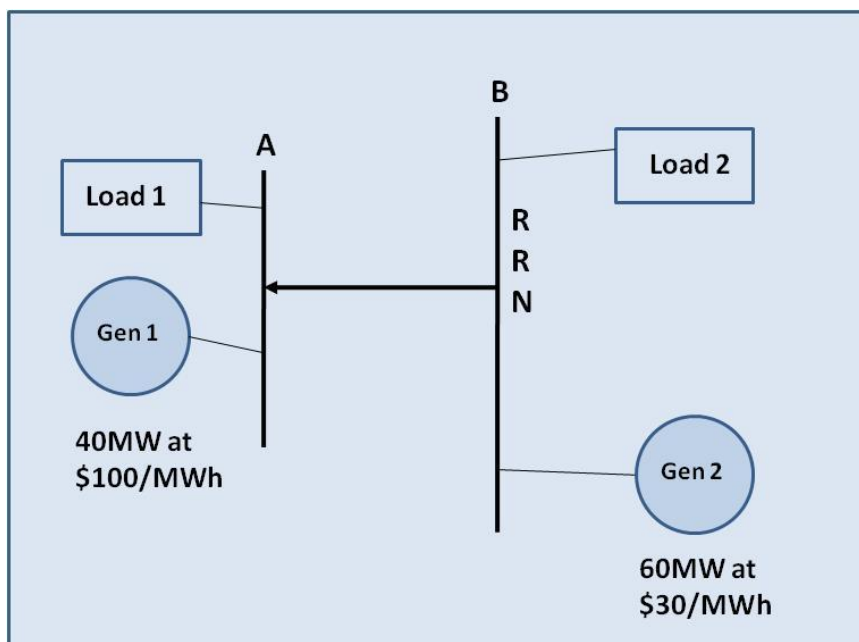 B
A
Load 1
Load 2
R
R
N
Gen 1
40MW at
$100/MWh
Gen 2
60MW at
$30/MWh